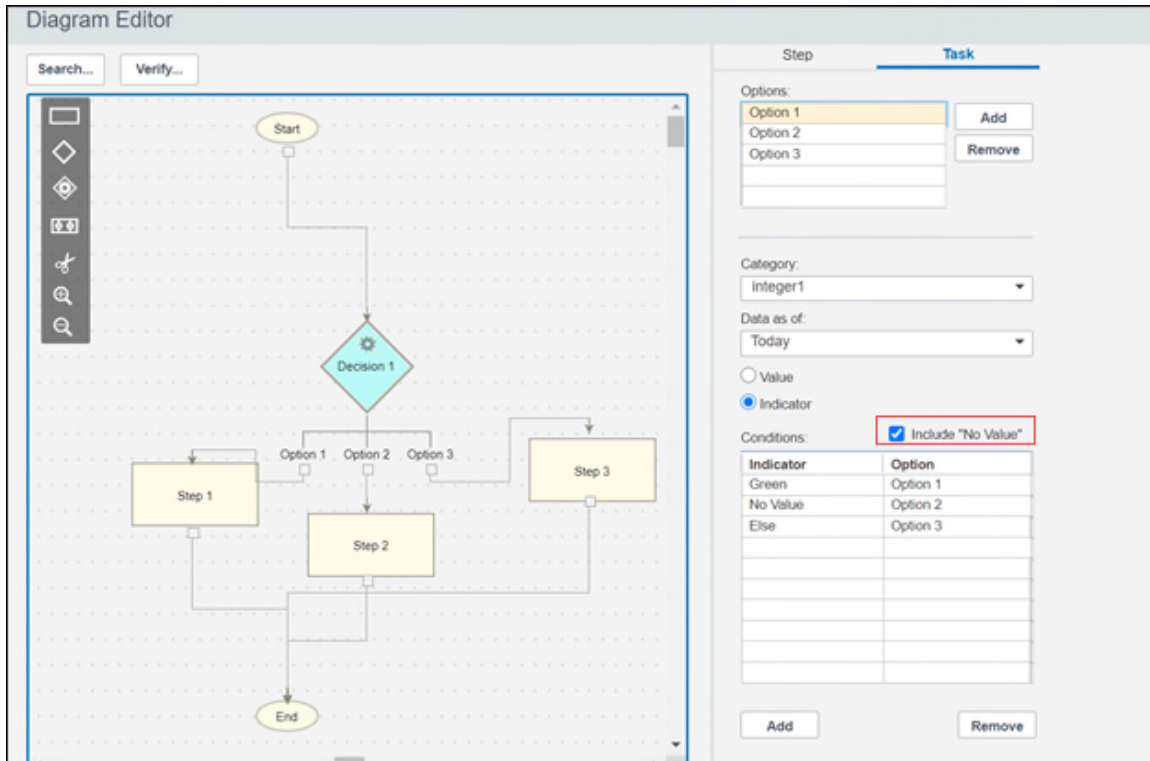 Diagram Editor
Search...
Verify...
Start
Decision 1
Option 1 Option 2 Option 3
Step 1
Step 2
Step 3
End
Step
Task
Options:
Option 1
Option 2
Option 3
Add
Remove
Category:
integer1
Data as of:
Today
Value
Indicator
Conditions:
Include "No Value"
Indicator Option
Green Option 1
No Value Option 2
Else Option 3
Add
Remove